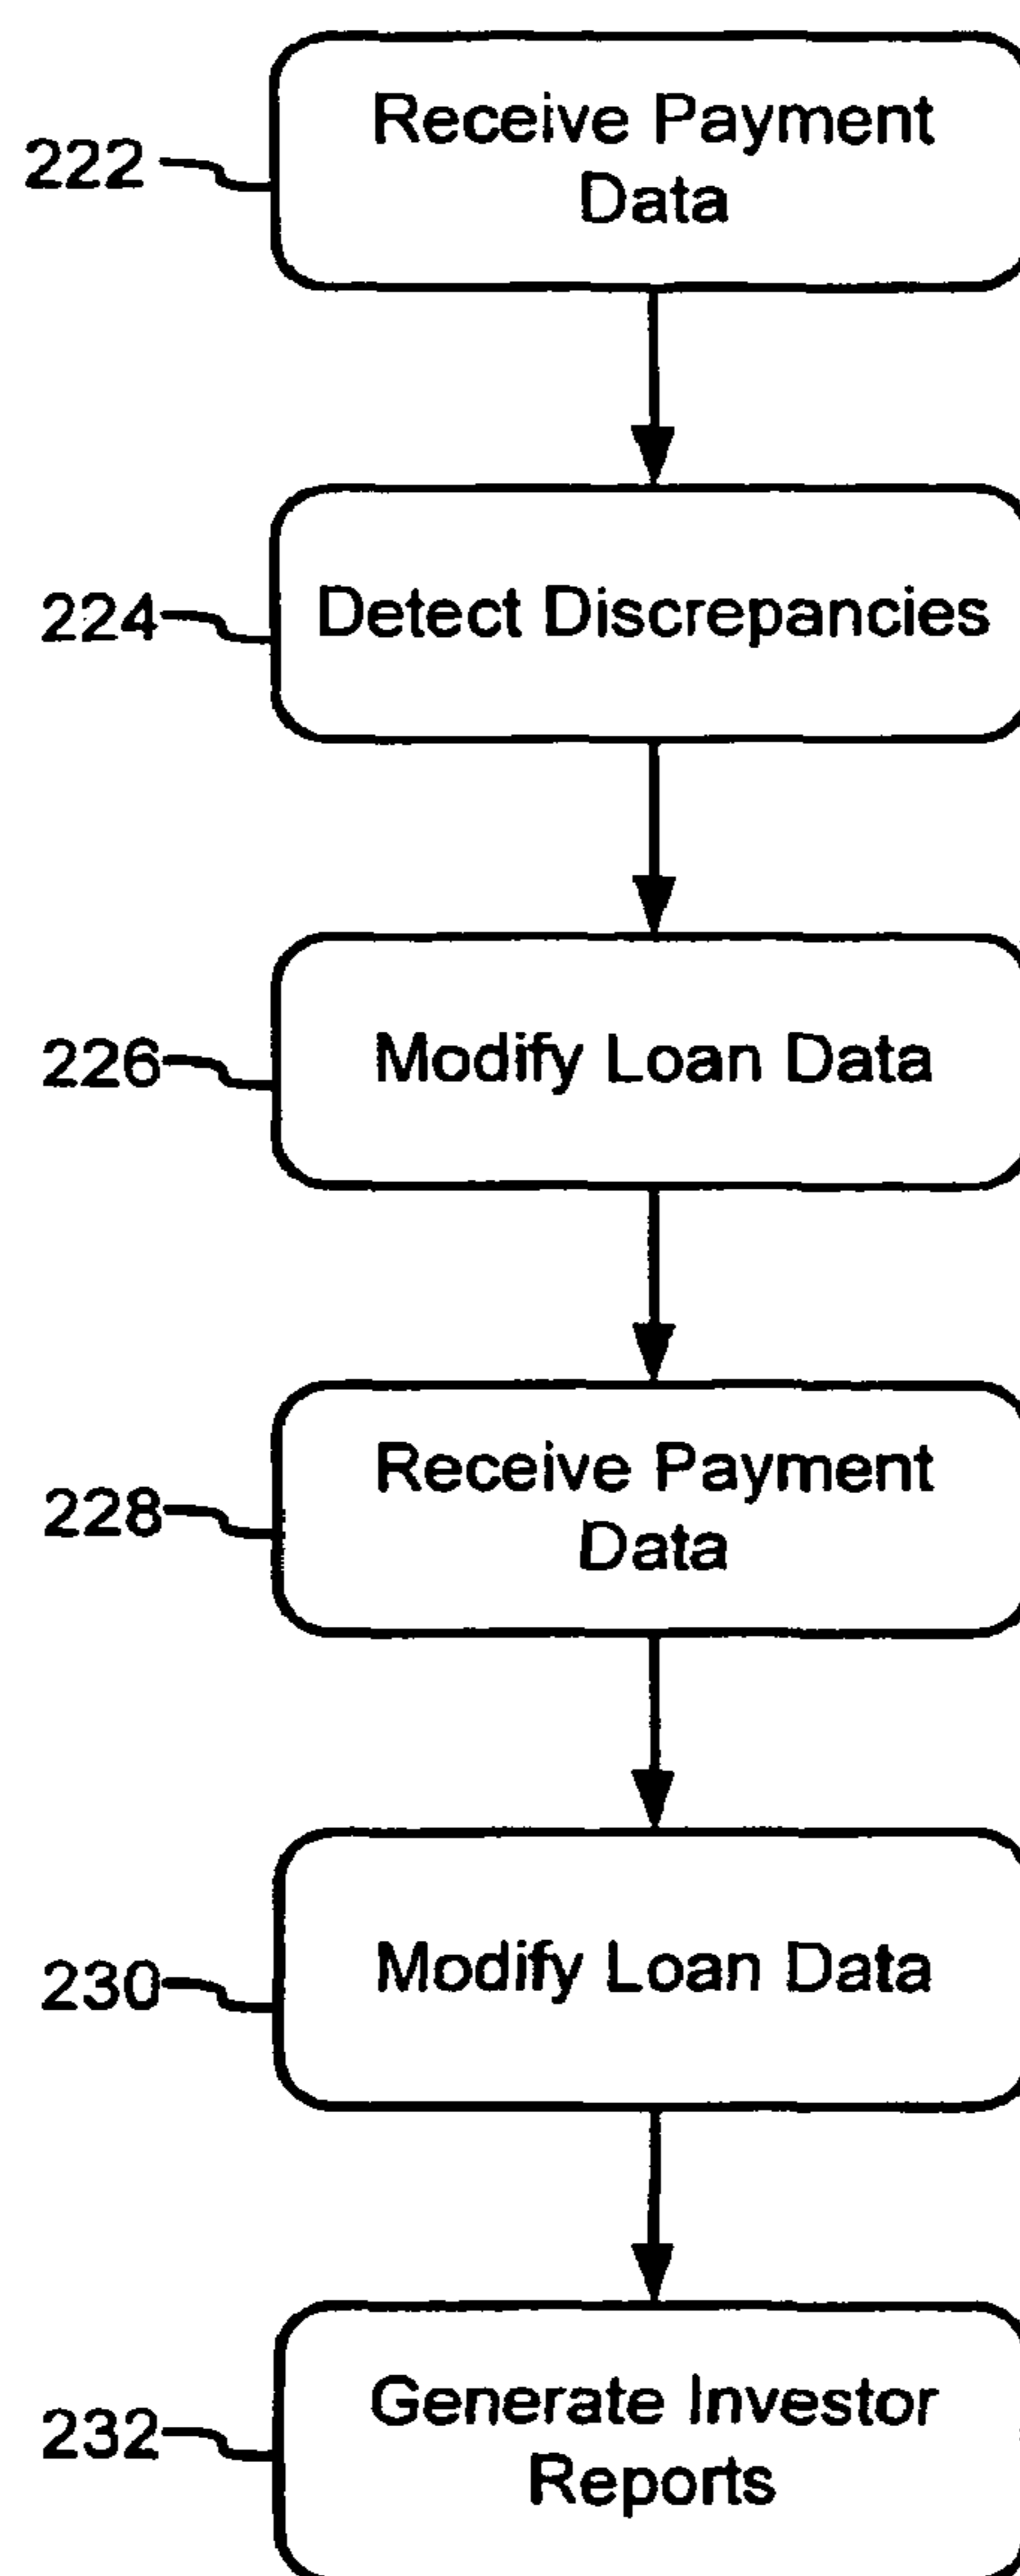 222
Receive Payment
Data
224
Detect Discrepancies
226
Modify Loan Data
228
Receive Payment
Data
230
Modify Loan Data
232
Generate Investor
Reports